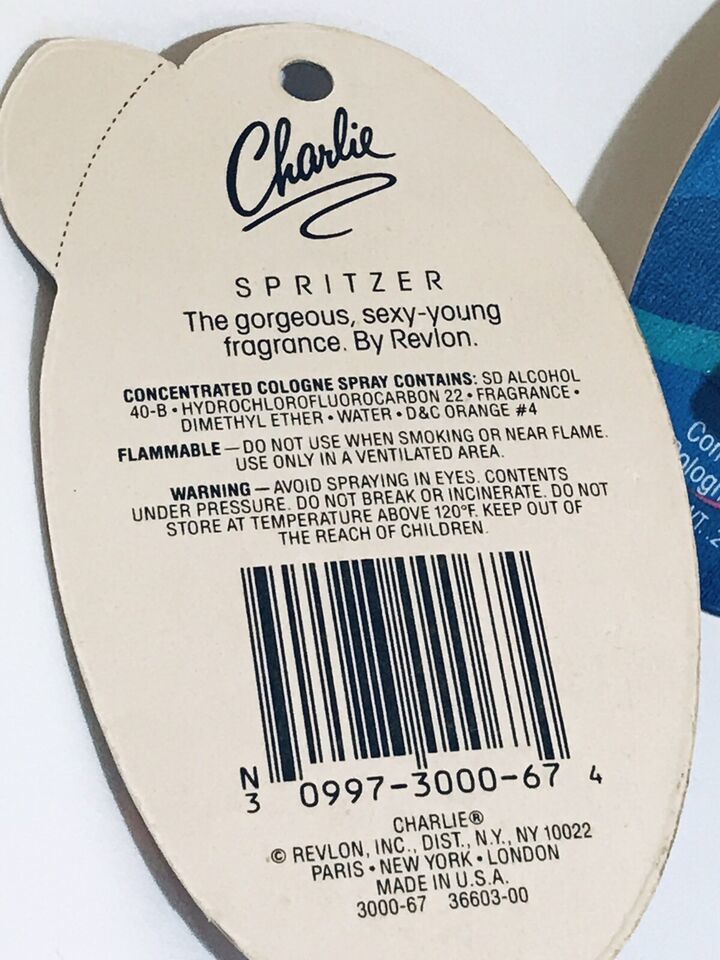 Charlie
SPRITZER
The gorgeous, sexy-young
fragrance. By Revlon.
CONCENTRATED COLOGNE SPRAY CONTAINS: SD ALCOHOL
40-B • HYDROCHLOROFLUOROCARBON 22 • FRAGRANCE •
DIMETHYL ETHER • WATER • D&C ORANGE #4
FLAMMABLE — DO NOT USE WHEN SMOKING OR NEAR FLAME.
USE ONLY IN A VENTILATED AREA.
WARNING — AVOID SPRAYING IN EYES. CONTENTS
UNDER PRESSURE. DO NOT BREAK OR INCINERATE. DO NOT
STORE AT TEMPERATURE ABOVE 120°F. KEEP OUT OF
THE REACH OF CHILDREN.
N
3 0997-3000-67 4
CHARLIE®
© REVLON, INC., DIST., N.Y., NY 10022
PARIS • NEW YORK • LONDON
MADE IN U.S.A.
3000-67 36603-00